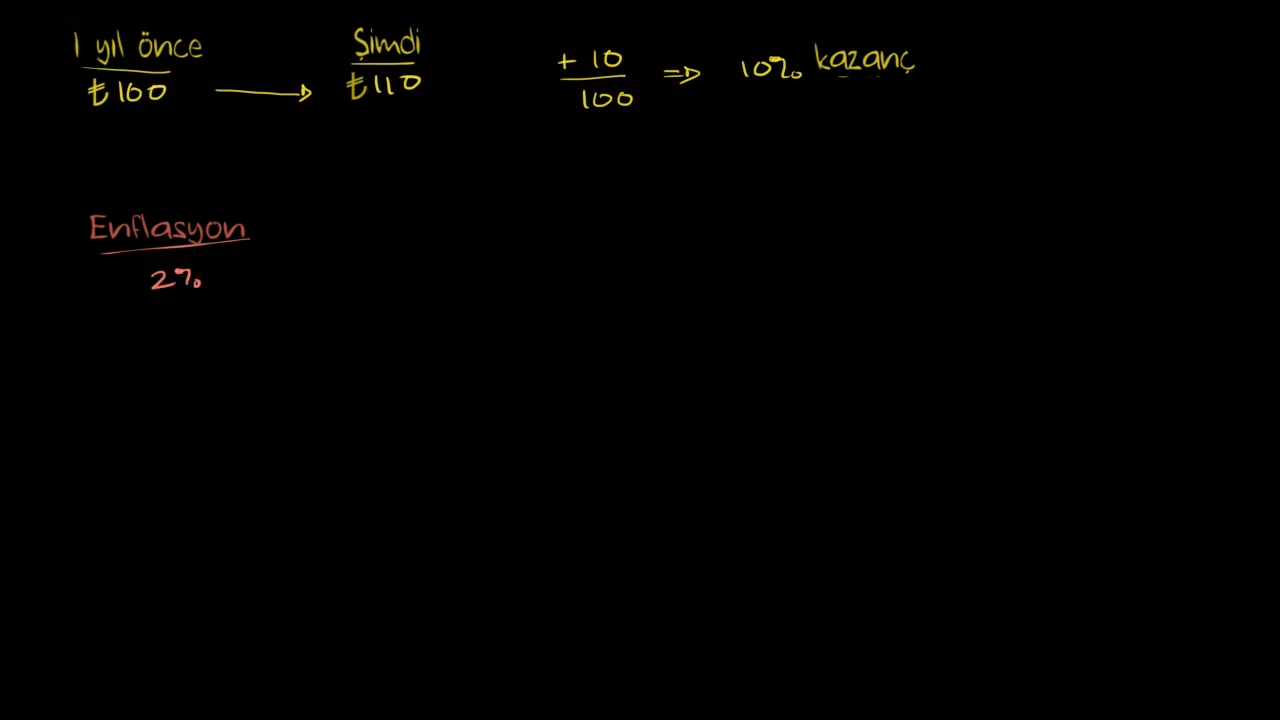 1 yıl önce
₺100
Şimdi
₺110
+ 10
100
⇒ 10% kazanç
Enflasyon
2%